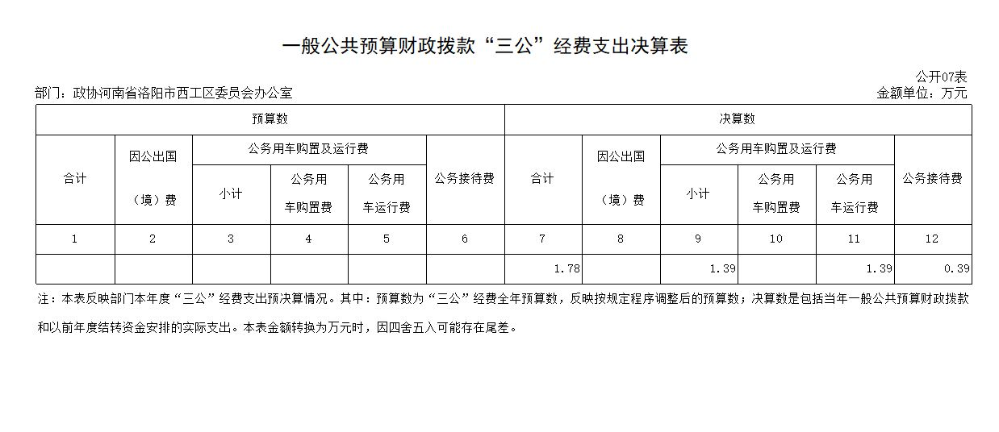 一般公共预算财政拨款“三公”经费支出决算表
公开07表
部门：政协河南省洛阳市西工区委员会办公室 金额单位：万元
预算数 决算数
合计 因公出国（境）费 公务用车购置及运行费 公务接待费 合计 因公出国（境）费 公务用车购置及运行费 公务接待费
小计 公务用车购置费 公务用车运行费 小计 公务用车购置费 公务用车运行费
1 2 3 4 5 6 7 8 9 10 11 12
1.78 1.39 1.39 0.39
注：本表反映部门本年度“三公”经费支出预决算情况。其中：预算数为“三公”经费全年预算数，反映按规定程序调整后的预算数；决算数是包括当年一般公共预算财政拨款
和以前年度结转资金安排的实际支出。本表金额转换为万元时，因四舍五入可能存在尾差。